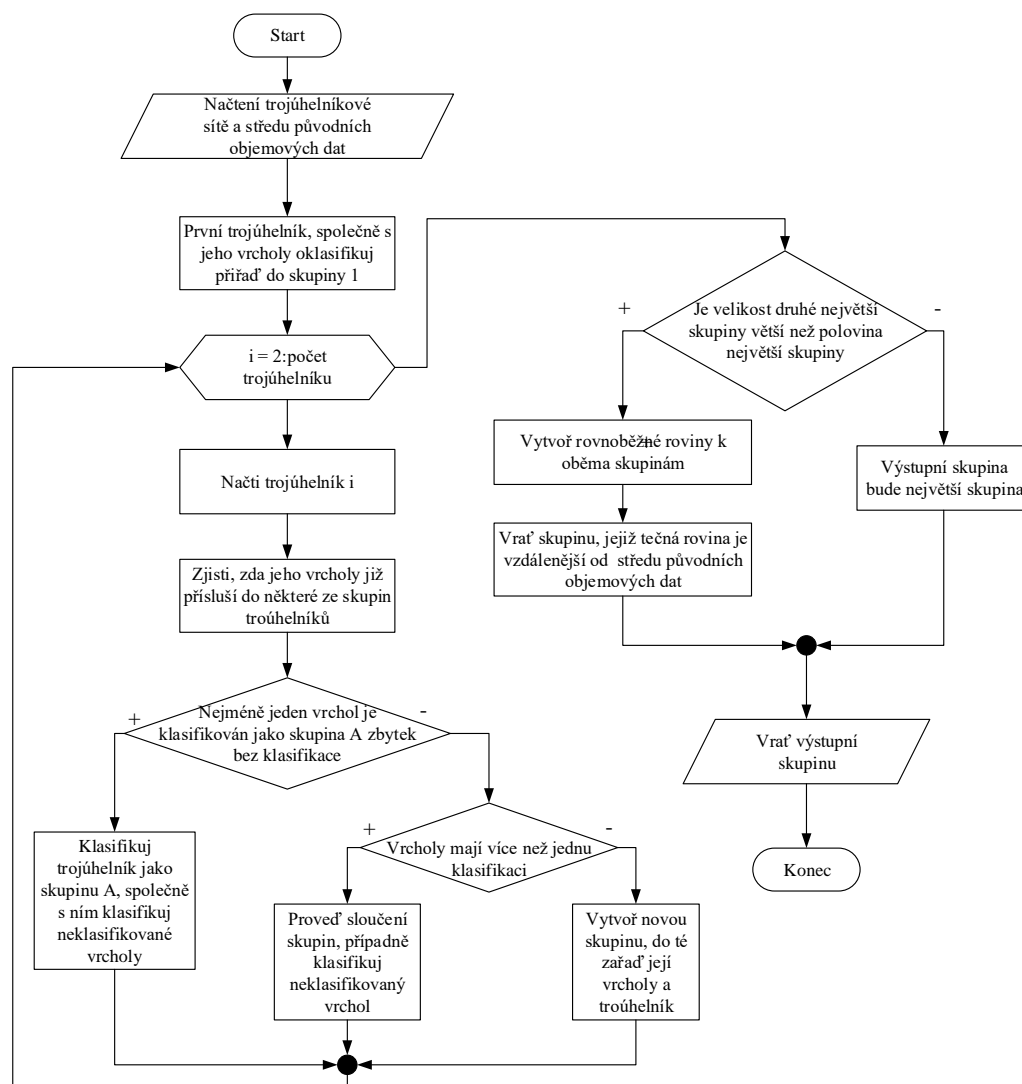 Start
Načtení trojúhelníkové
sítě a středu původních
objemových dat
První trojúhelník, společně s
jeho vrcholy oklasifikuj
přiřaď do skupiny 1
i = 2:počet
trojúhelníku
Načti trojúhelník i
Zjisti, zda jeho vrcholy již
přísluší do některé ze skupin
troúhelníků
+
-
Nejméně jeden vrchol je
klasifikován jako skupina A zbytek
bez klasifikace
Klasifikuj
trojúhelník jako
skupinu A, společně
s ním klasifikuj
neklasifikované
vrcholy
+
-
Vrcholy mají více než jednu
klasifikaci
Proveď sloučení
skupin, případně
klasifikuj
neklasifikovaný
vrchol
Vytvoř novou
skupinu, do té
zařaď její
vrcholy a
troúhelník
+
-
Je velikost druhé největší
skupiny větší než polovina
největší skupiny
Vytvoř rovnoběžné roviny k
oběma skupinám
+
Vrať skupinu, jejiž tečná rovina je
vzdálenější od středu původních
objemových dat
Výstupní skupina
bude největší skupina
Vrať výstupní
skupinu
Konec